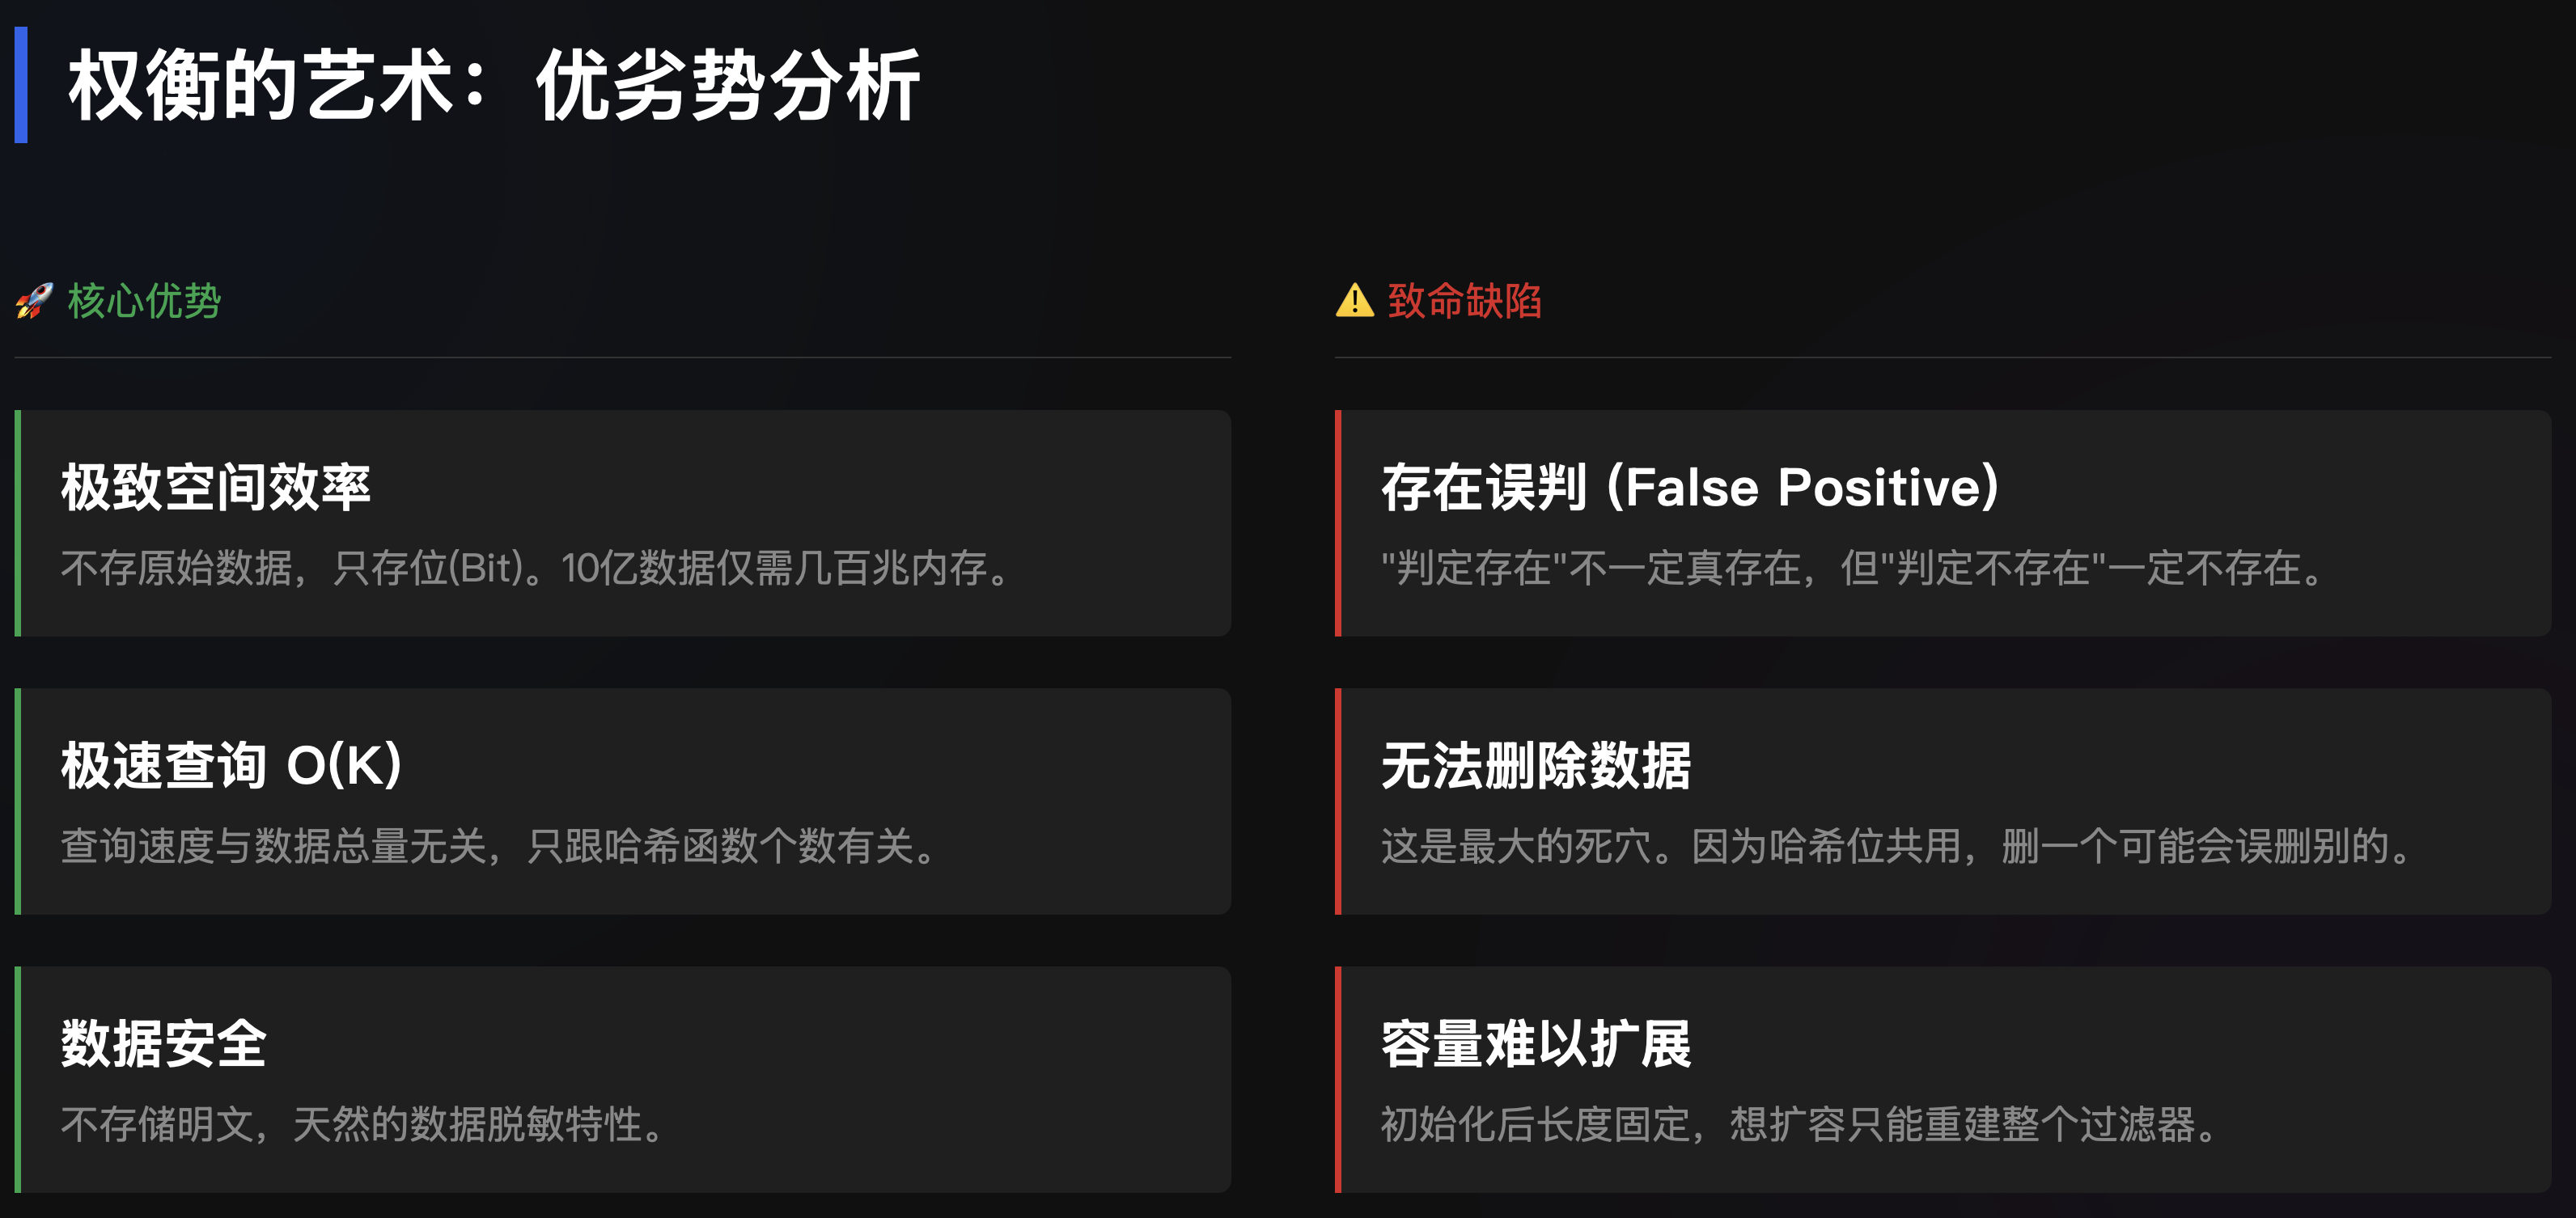 权衡的艺术：优劣势分析
🚀 核心优势
极致空间效率
不存原始数据，只存位(Bit)。10亿数据仅需几百兆内存。
极速查询 O(K)
查询速度与数据总量无关，只跟哈希函数个数有关。
数据安全
不存储明文，天然的数据脱敏特性。
⚠️ 致命缺陷
存在误判 (False Positive)
"判定存在"不一定真存在，但"判定不存在"一定不存在。
无法删除数据
这是最大的死穴。因为哈希位共用，删一个可能会误删别的。
容量难以扩展
初始化后长度固定，想扩容只能重建整个过滤器。